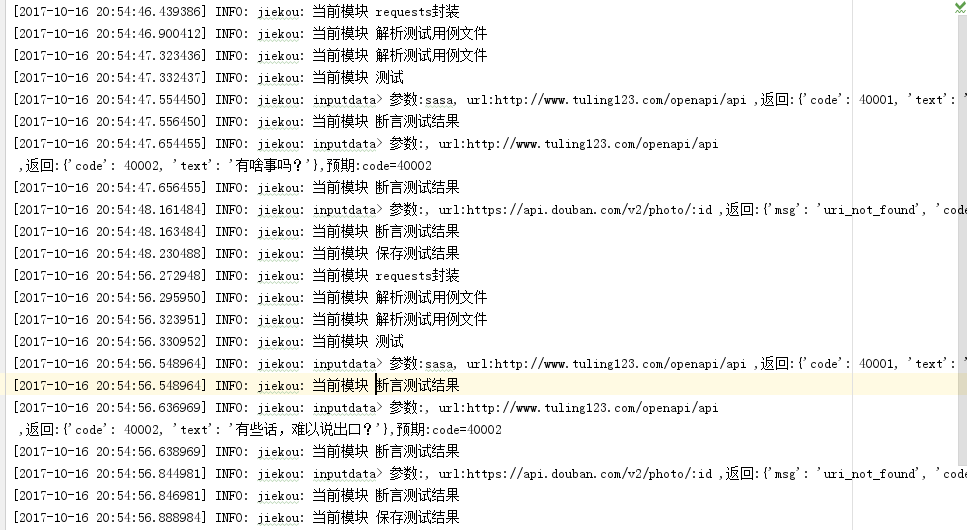 [2017-10-16 20:54:46.439386] INFO: jiekou: 当前模块 requests封装
[2017-10-16 20:54:46.900412] INFO: jiekou: 当前模块 解析测试用例文件
[2017-10-16 20:54:47.323436] INFO: jiekou: 当前模块 解析测试用例文件
[2017-10-16 20:54:47.332437] INFO: jiekou: 当前模块 测试
[2017-10-16 20:54:47.554450] INFO: jiekou: inputdata> 参数:sasa, url:http://www.tuling123.com/openapi/api ,返回:{'code': 40001, 'text': '
[2017-10-16 20:54:47.556450] INFO: jiekou: 当前模块 断言测试结果
[2017-10-16 20:54:47.654455] INFO: jiekou: inputdata> 参数:, url:http://www.tuling123.com/openapi/api
,返回:{'code': 40002, 'text': '有啥事吗？'},预期:code=40002
[2017-10-16 20:54:47.656455] INFO: jiekou: 当前模块 断言测试结果
[2017-10-16 20:54:48.161484] INFO: jiekou: inputdata> 参数:, url:https://api.douban.com/v2/photo/:id ,返回:{'msg': 'uri_not_found', 'code
[2017-10-16 20:54:48.163484] INFO: jiekou: 当前模块 断言测试结果
[2017-10-16 20:54:48.230488] INFO: jiekou: 当前模块 保存测试结果
[2017-10-16 20:54:56.272948] INFO: jiekou: 当前模块 requests封装
[2017-10-16 20:54:56.295950] INFO: jiekou: 当前模块 解析测试用例文件
[2017-10-16 20:54:56.323951] INFO: jiekou: 当前模块 解析测试用例文件
[2017-10-16 20:54:56.330952] INFO: jiekou: 当前模块 测试
[2017-10-16 20:54:56.548964] INFO: jiekou: inputdata> 参数:sasa, url:http://www.tuling123.com/openapi/api ,返回:{'code': 40001, 'text': '
[2017-10-16 20:54:56.548964] INFO: jiekou: 当前模块 断言测试结果
[2017-10-16 20:54:56.636969] INFO: jiekou: inputdata> 参数:, url:http://www.tuling123.com/openapi/api
,返回:{'code': 40002, 'text': '有些话，难以说出口？'},预期:code=40002
[2017-10-16 20:54:56.638969] INFO: jiekou: 当前模块 断言测试结果
[2017-10-16 20:54:56.844981] INFO: jiekou: inputdata> 参数:, url:https://api.douban.com/v2/photo/:id ,返回:{'msg': 'uri_not_found', 'code
[2017-10-16 20:54:56.846981] INFO: jiekou: 当前模块 断言测试结果
[2017-10-16 20:54:56.888984] INFO: jiekou: 当前模块 保存测试结果